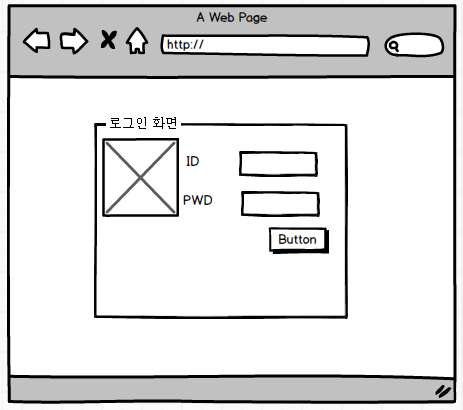 A Web Page
http://
로그인 화면
ID
PWD
Button